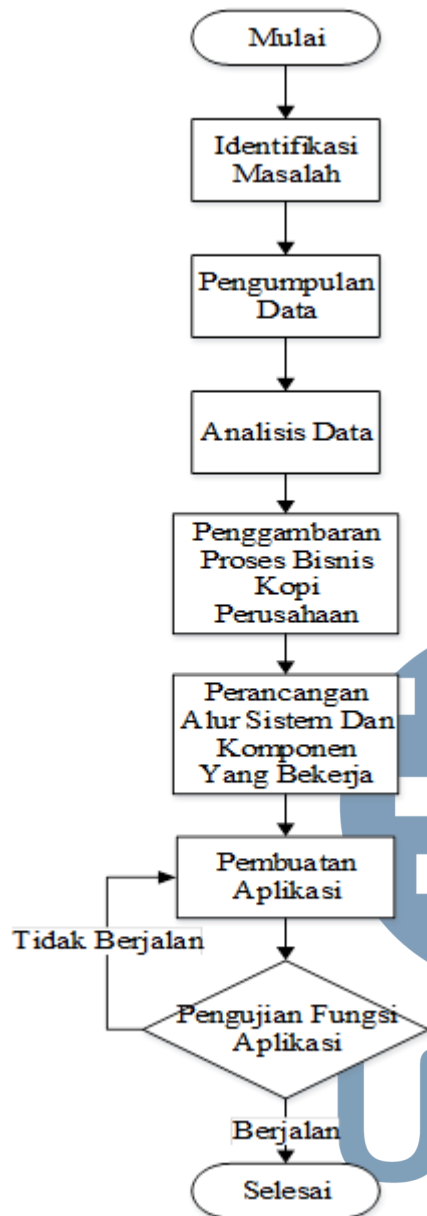 Mulai
Identifikasi
Masalah
Pengumpulan
Data
Analisis Data
Penggambaran
Proses Bisnis
Kopi
Perusahaan
Perancangan
Alur Sistem Dan
Komponen
Yang Bekerja
Pembuatan
Aplikasi
Tidak Berjalan
Pengujian Fungsi
Aplikasi
Berjalan
Selesai